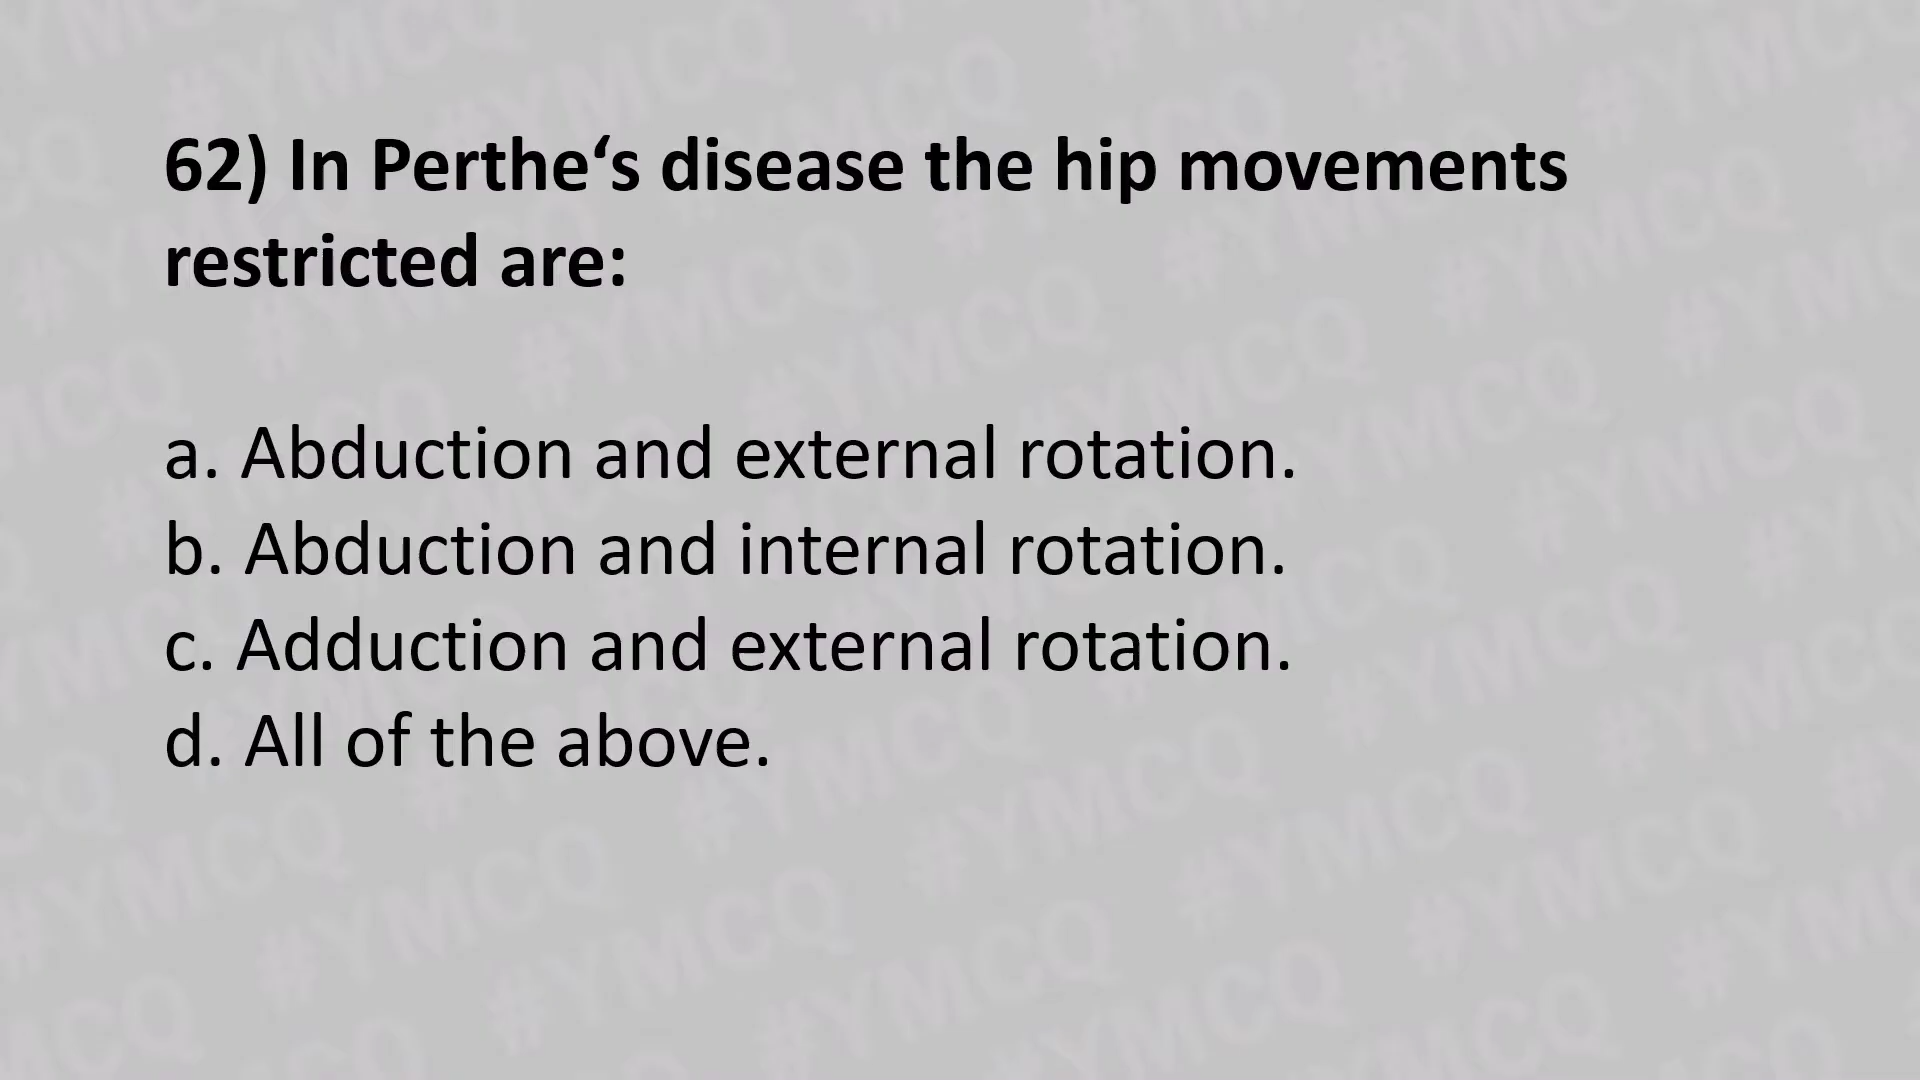 62) In Perthe‘s disease the hip movements
restricted are:
a. Abduction and external rotation.
b. Abduction and internal rotation.
c. Adduction and external rotation.
d. All of the above.
#YMCQ